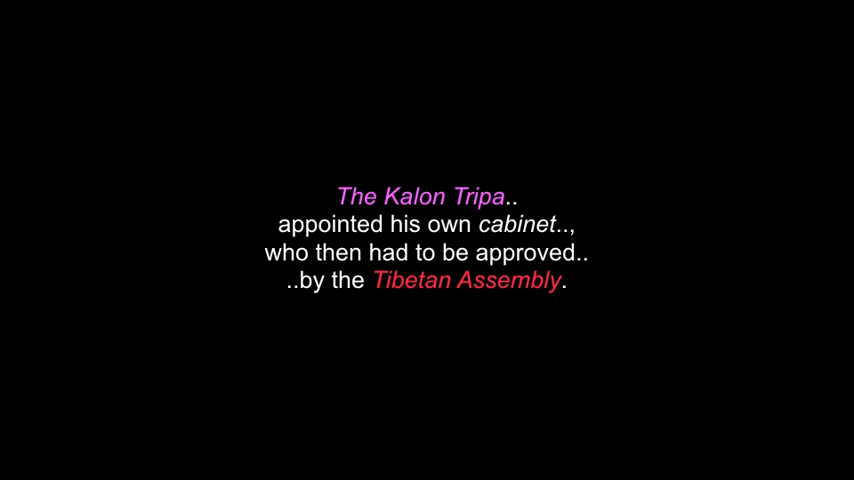 The Kalon Tripa..
appointed his own cabinet..,
who then had to be approved..
..by the Tibetan Assembly.